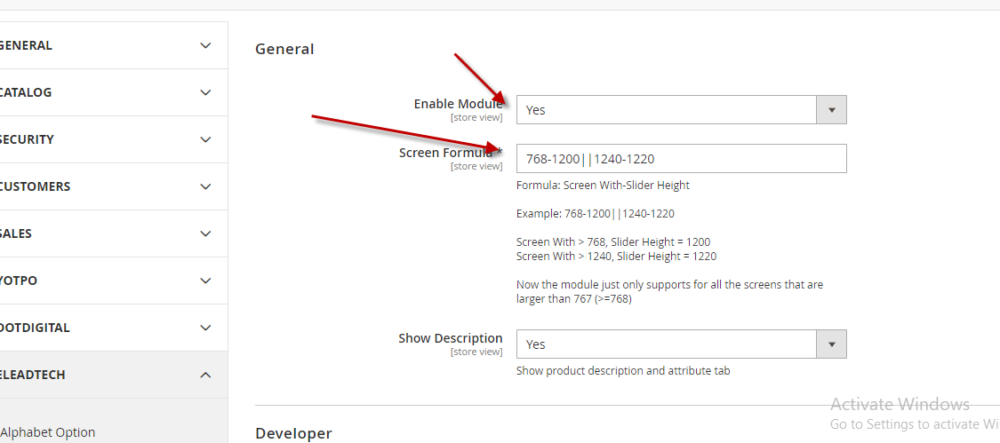 GENERAL
CATALOG
SECURITY
CUSTOMERS
SALES
YOTPO
DOTDIGITAL
ELEADTECH
Alphabet Option
General
Enable Module
[store view]
Yes
Screen Formula *
[store view]
768-1200||1240-1220
Formula: Screen With-Slider Height
Example: 768-1200||1240-1220
Screen With > 768, Slider Height = 1200
Screen With > 1240, Slider Height = 1220
Now the module just only supports for all the screens that are
larger than 767 (>=768)
Show Description
[store view]
Yes
Show product description and attribute tab
Developer
Activate Windows
Go to Settings to activate Wi